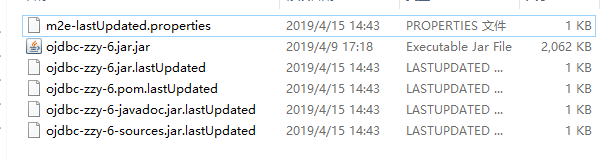 m2e-lastUpdated.properties 2019/4/15 14:43 PROPERTIES 文件 1 KB
ojdbc-zzy-6.jar.jar 2019/4/9 17:18 Executable Jar File 2,062 KB
ojdbc-zzy-6.jar.lastUpdated 2019/4/15 14:43 LASTUPDATED ... 1 KB
ojdbc-zzy-6.pom.lastUpdated 2019/4/15 14:43 LASTUPDATED ... 1 KB
ojdbc-zzy-6-javadoc.jar.lastUpdated 2019/4/15 14:43 LASTUPDATED ... 1 KB
ojdbc-zzy-6-sources.jar.lastUpdated 2019/4/15 14:43 LASTUPDATED ... 1 KB